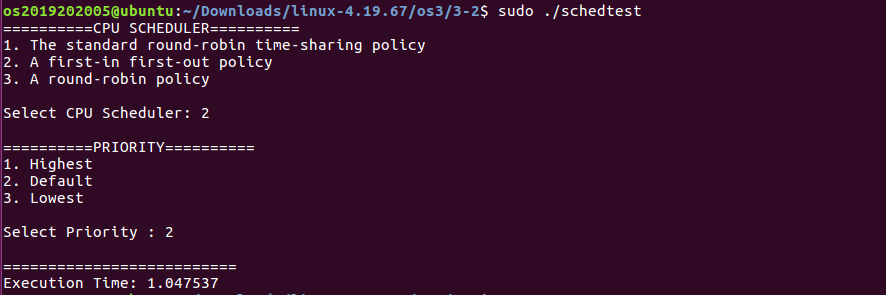 os2019202005@ubuntu:~/Downloads/linux-4.19.67/os3/3-2$ sudo ./schedtest
==========CPU SCHEDULER==========
1. The standard round-robin time-sharing policy
2. A first-in first-out policy
3. A round-robin policy
Select CPU Scheduler: 2
==========PRIORITY==========
1. Highest
2. Default
3. Lowest
Select Priority : 2
==========================
Execution Time: 1.047537